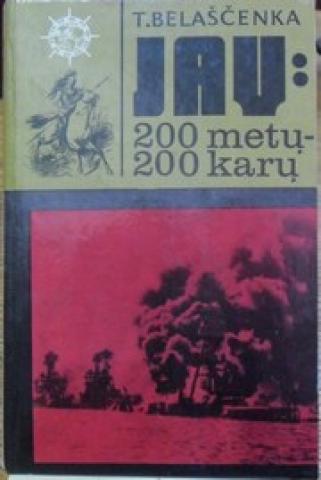 T.BELAŠČENKA
JAV:
200 metų-
200 karų